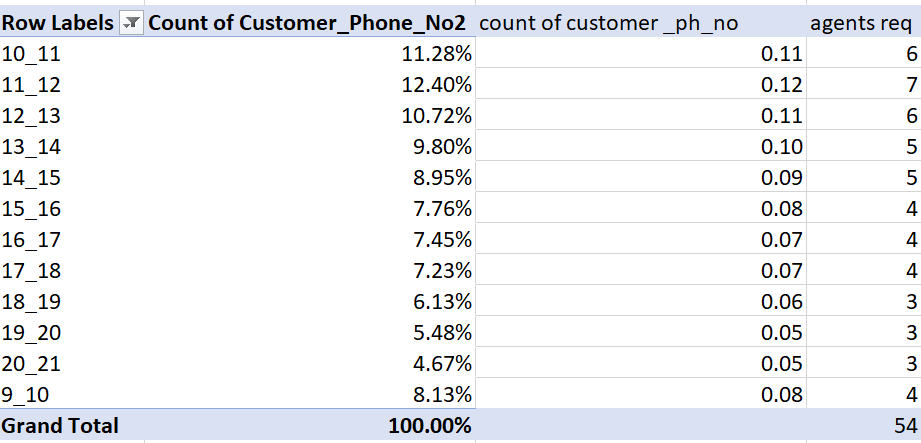 Row Labels Count of Customer_Phone_No2 count of customer _ph_no agents req
10_11 11.28% 0.11 6
11_12 12.40% 0.12 7
12_13 10.72% 0.11 6
13_14 9.80% 0.10 5
14_15 8.95% 0.09 5
15_16 7.76% 0.08 4
16_17 7.45% 0.07 4
17_18 7.23% 0.07 4
18_19 6.13% 0.06 3
19_20 5.48% 0.05 3
20_21 4.67% 0.05 3
9_10 8.13% 0.08 4
Grand Total 100.00% 54